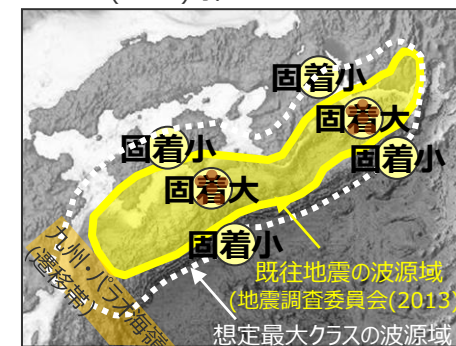 固着小
固着大
固着小
固着小
固着大
固着小
既往地震の波源域
(地震調査委員会(2013)
九州・パラオ海嶺
(遷移帯)
想定最大クラスの波源域